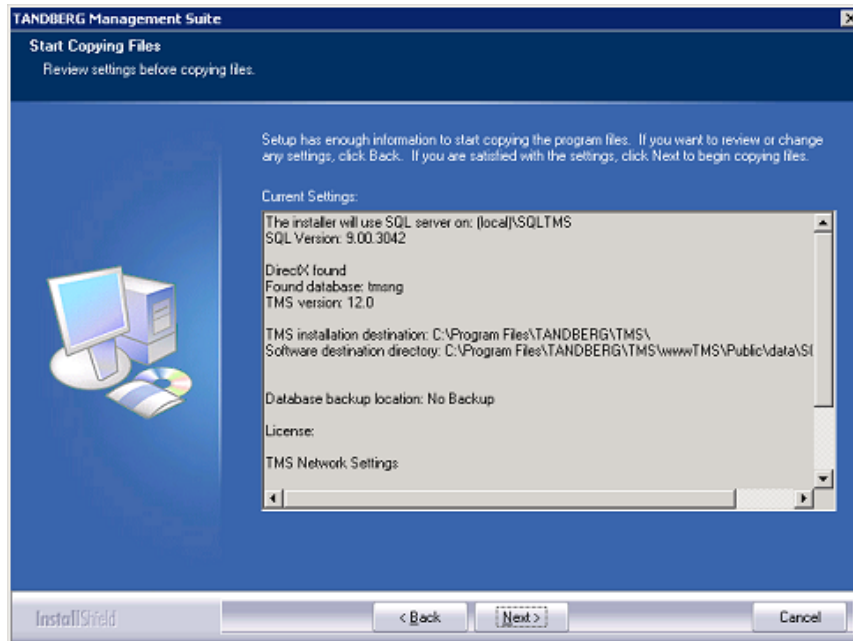 TANDBERG Management Suite
Start Copying Files
Review settings before copying files.
Setup has enough information to start copying the program files. If you want to review or change
any settings, click Back. If you are satisfied with the settings, click Next to begin copying files.
Current Settings:
The installer will use SQL server on: (local)\SQLTMS
SQL Version: 9.00.3042
DirectX found
Found database: tmsng
TMS version: 12.0
TMS installation destination: C:\Program Files\TANDBERG\TMS\
Software destination directory: C:\Program Files\TANDBERG\TMS\wwwTMS\Public\data\S
Database backup location: No Backup
License:
TMS Network Settings
InstallShield
< Back
Next >
Cancel